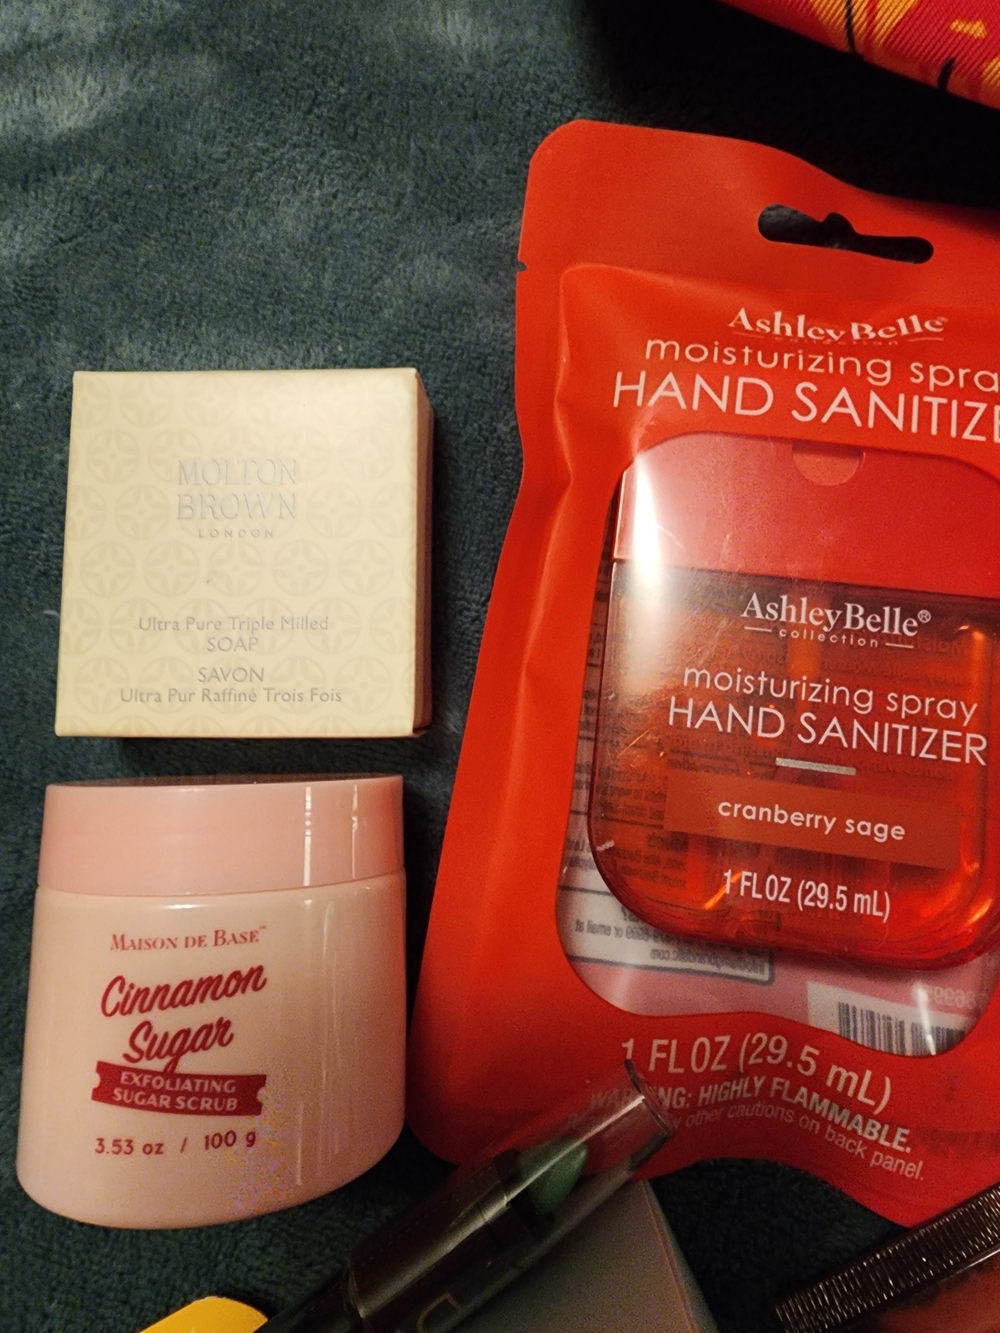 MOLTON
BROWN
LONDON
Ultra Pure Triple Milled
SOAP
SAVON
Ultra Pur Raffiné Trois Fois
MAISON DE BASE™
Cinnamon
Sugar
EXFOLIATING
SUGAR SCRUB
3.53 oz / 100 g
AshleyBelle®
collection
moisturizing spra
HAND SANITIZE
AshleyBelle®
collection
moisturizing spray
HAND SANITIZER
cranberry sage
1 FL OZ (29.5 mL)
1 FL OZ (29.5 mL)
WARNING: HIGHLY FLAMMABLE.
other cautions on back panel.